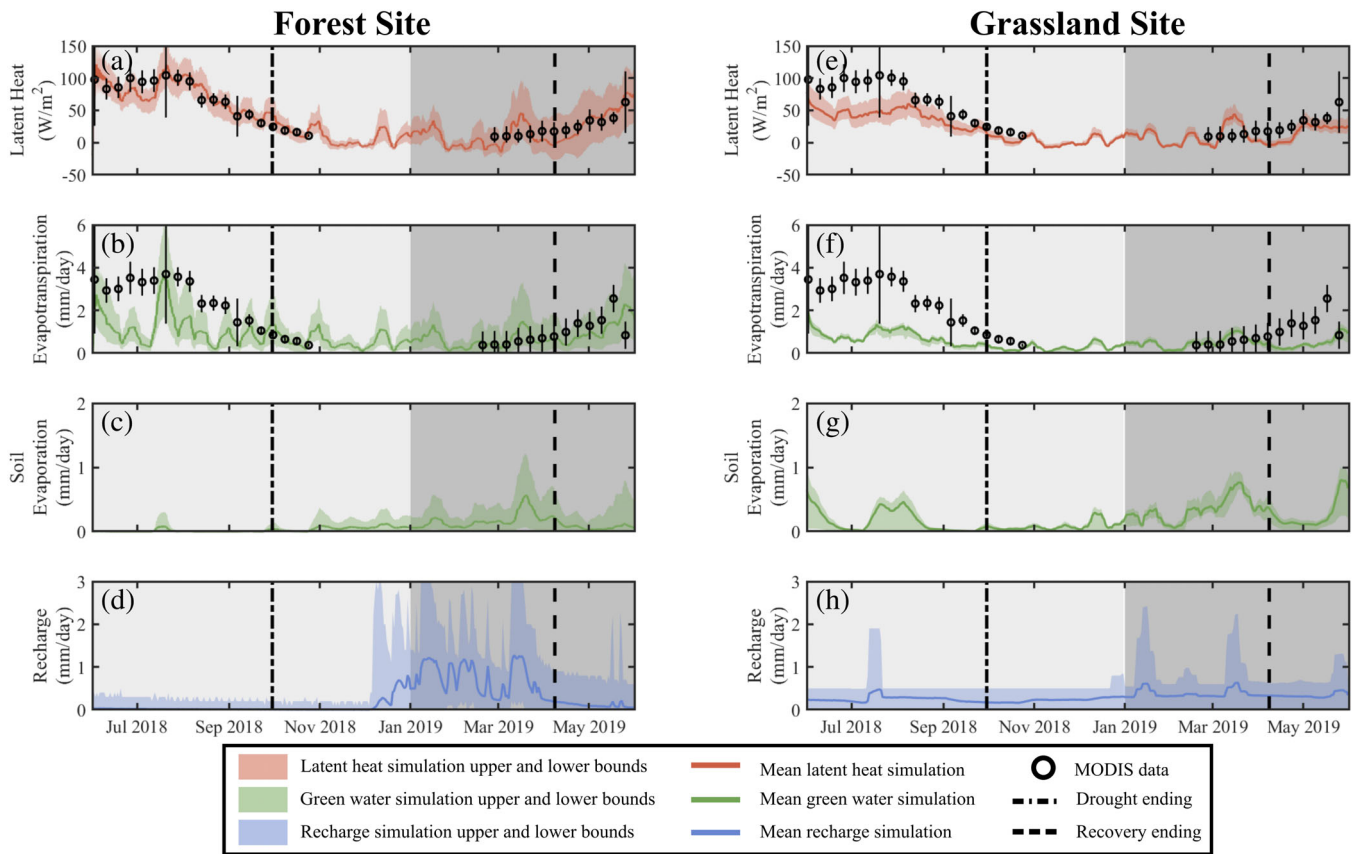 Forest Site
Grassland Site
(a)
150
100
50
0
-50
Latent Heat
(W/m²)
(e)
150
100
50
0
-50
Latent Heat
(W/m²)
(b)
6
4
2
0
Evapotranspiration
(mm/day)
(f)
6
4
2
0
Evapotranspiration
(mm/day)
(c)
2
1
0
Soil
Evaporation
(mm/day)
(g)
2
1
0
Soil
Evaporation
(mm/day)
(d)
3
2
1
0
Recharge
(mm/day)
Jul 2018 Sep 2018 Nov 2018 Jan 2019 Mar 2019 May 2019
(h)
3
2
1
0
Recharge
(mm/day)
Jul 2018 Sep 2018 Nov 2018 Jan 2019 Mar 2019 May 2019
Latent heat simulation upper and lower bounds
Mean latent heat simulation
MODIS data
Green water simulation upper and lower bounds
Mean green water simulation
Drought ending
Recharge simulation upper and lower bounds
Mean recharge simulation
Recovery ending